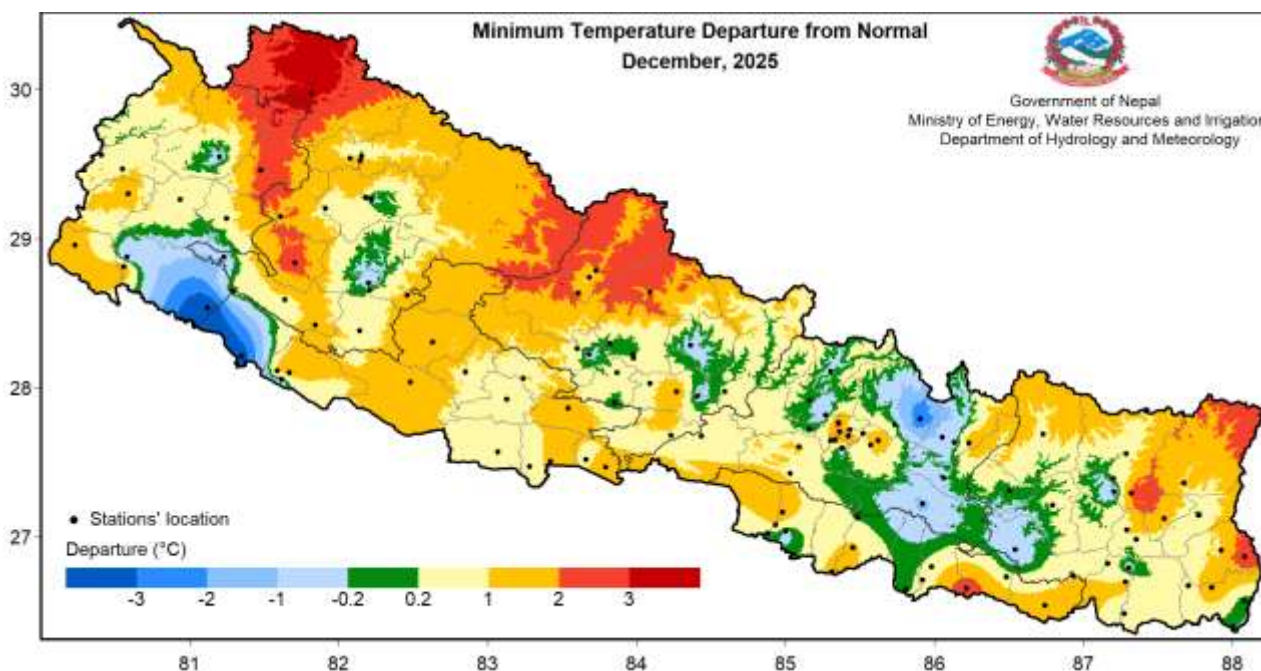 Minimum Temperature Departure from Normal
December, 2025
Government of Nepal
Ministry of Energy, Water Resources and Irrigation
Department of Hydrology and Meteorology
30
29
28
27
Stations' location
Departure (°C)
-3 -2 -1 -0.2 0.2 1 2 3
81 82 83 84 85 86 87 88